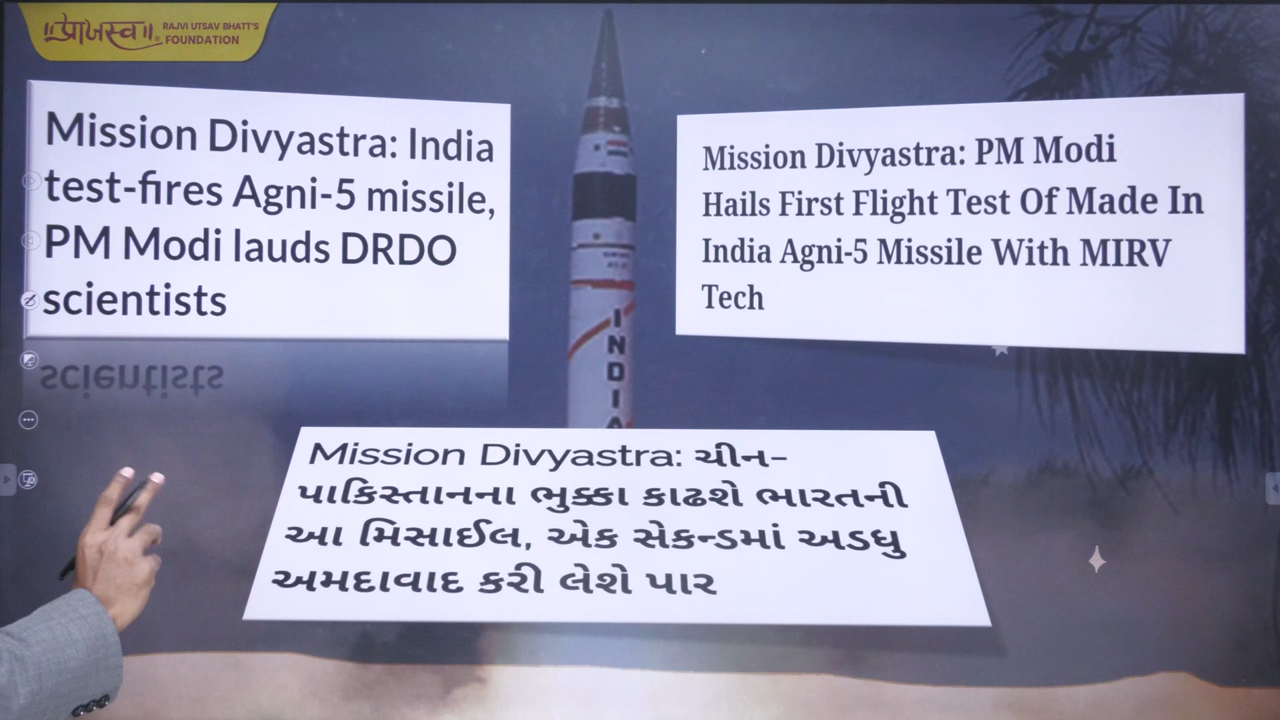 ॥प्राजस्व॥
RAJVI UTSAV BHATT'S
FOUNDATION
Mission Divyastra: India
test-fires Agni-5 missile,
PM Modi lauds DRDO
scientists
scientists
Mission Divyastra: PM Modi
Hails First Flight Test Of Made In
India Agni-5 Missile With MIRV
Tech
INDIA
Mission Divyastra: ચીન-
પાકિસ્તાનના ભુક્કા કાઢશે ભારતની
આ મિસાઈલ, એક સેકન્ડમાં અડધુ
અમદાવાદ કરી લેશે પાર